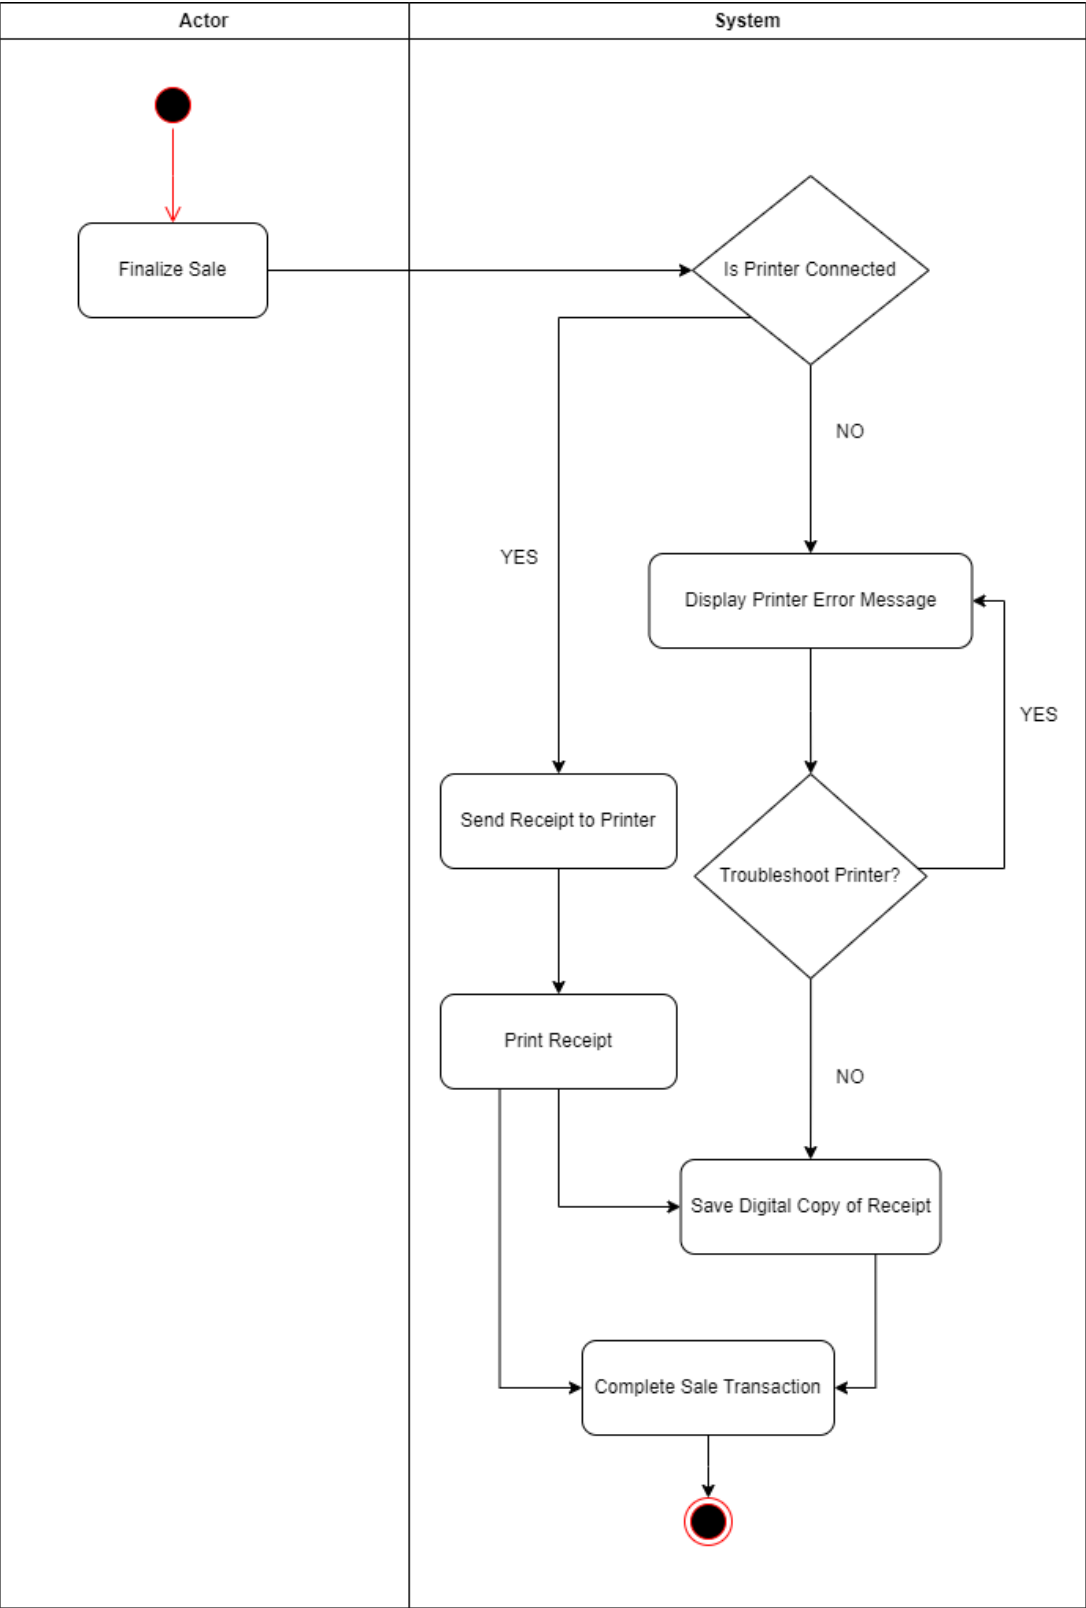 Actor
System
Finalize Sale
Is Printer Connected
NO
YES
Display Printer Error Message
YES
Send Receipt to Printer
Troubleshoot Printer?
Print Receipt
NO
Save Digital Copy of Receipt
Complete Sale Transaction